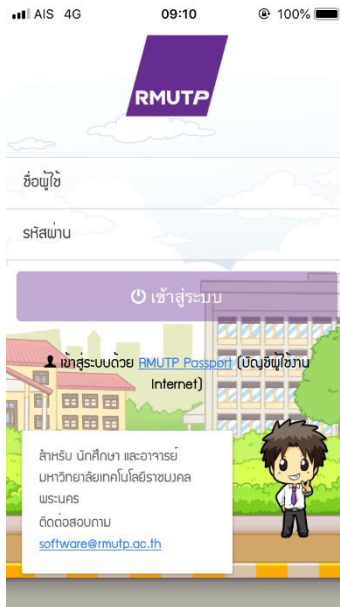 AIS 4G 09:10 100%
RMUTP
ชื่อผู้ใช้
รหัสผ่าน
เข้าสู่ระบบ
เข้าสู่ระบบด้วย RMUTP Passport (บัญชีผู้ใช้งาน
Internet)
สำหรับ นักศึกษา และอาจารย์
มหาวิทยาลัยเทคโนโลยีราชมงคล
พระนคร
ติดต่อสอบถาม
software@rmutp.ac.th